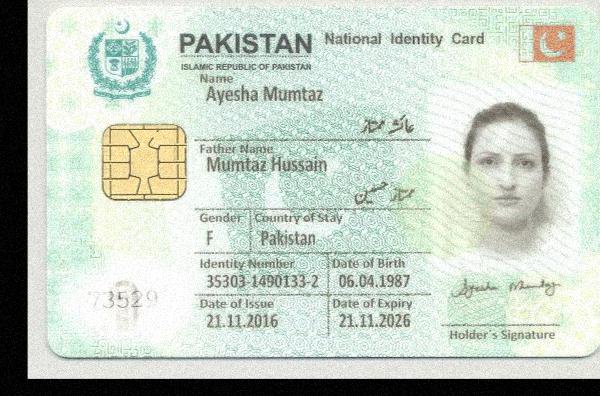 PAKISTAN National Identity Card
ISLAMIC REPUBLIC OF PAKISTAN
Name
Ayesha Mumtaz
عائشہ ممتاز
Father Name
Mumtaz Hussain
ممتاز حسین
Gender Country of Stay
F Pakistan
Identity Number Date of Birth
35303-1490133-2 06.04.1987
Date of Issue Date of Expiry
21.11.2016 21.11.2026
73529
Ayesha Mumtaz
Holder's Signature